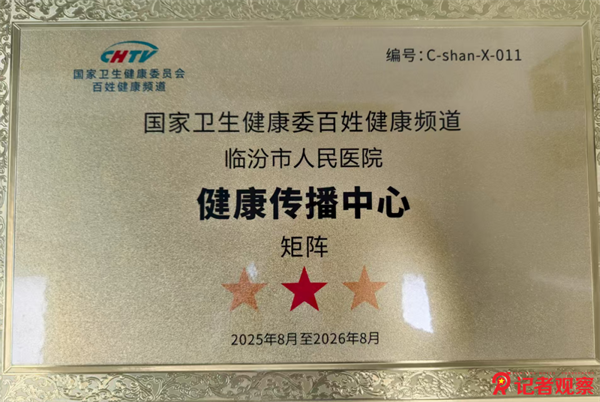 CHTV
国家卫生健康委员会
百姓健康频道
编号：C-shan-X-011
国家卫生健康委百姓健康频道
临汾市人民医院
健康传播中心
矩阵
2025年8月至2026年8月
记者观察